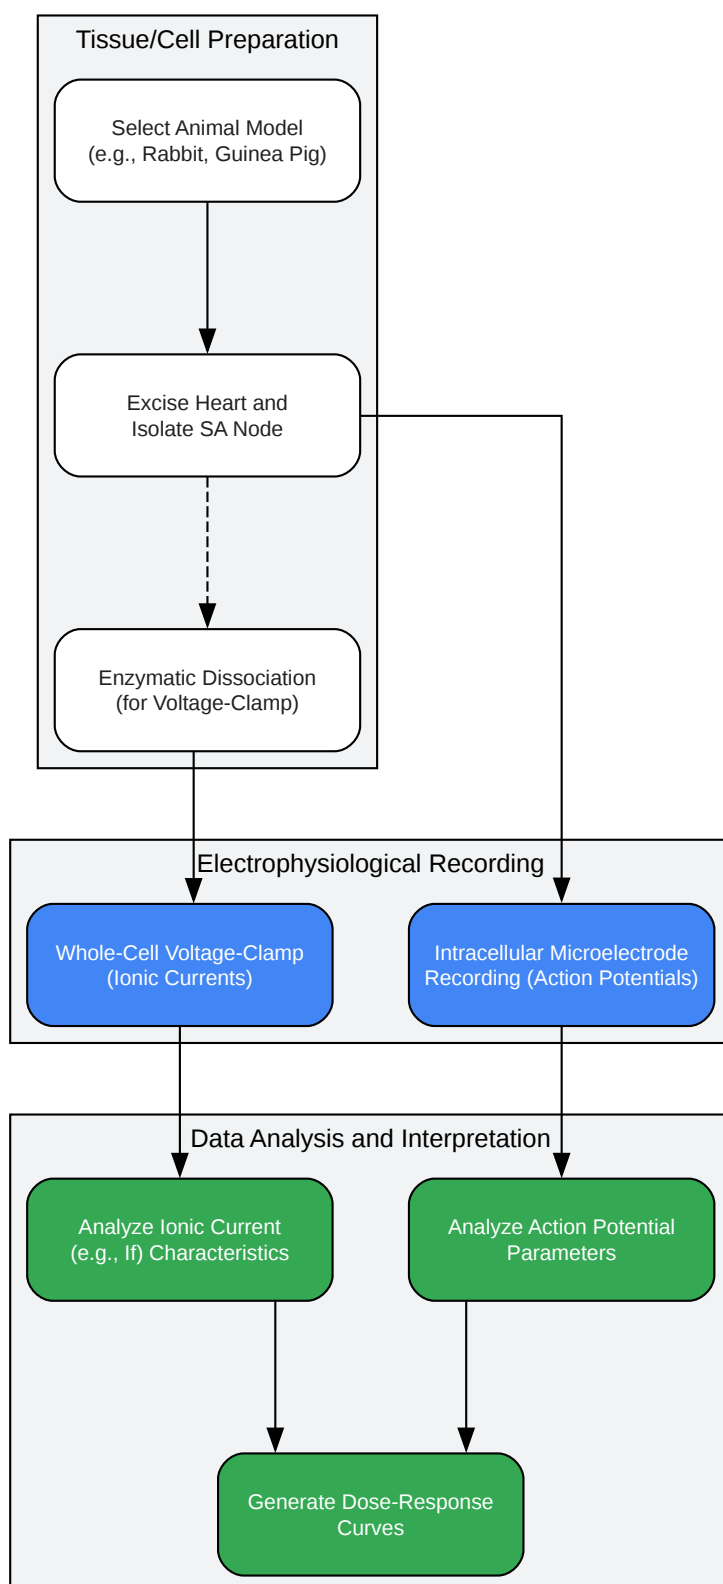 Tissue/Cell Preparation
Select Animal Model
(e.g., Rabbit, Guinea Pig)
Excise Heart and
Isolate SA Node
Enzymatic Dissociation
(for Voltage-Clamp)
Electrophysiological Recording
Whole-Cell Voltage-Clamp
(Ionic Currents)
Intracellular Microelectrode
Recording (Action Potentials)
Data Analysis and Interpretation
Analyze Ionic Current
(e.g., If) Characteristics
Analyze Action Potential
Parameters
Generate Dose-Response
Curves